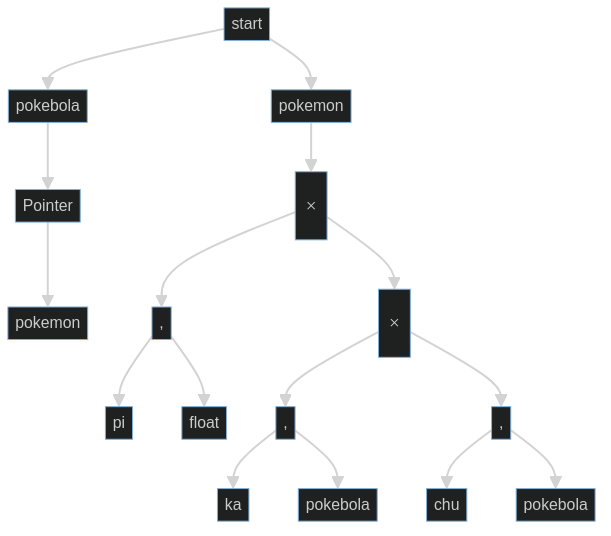 start
pokebola
pokemon
Pointer
×
pokemon
,
×
pi
float
,
,
ka
pokebola
chu
pokebola